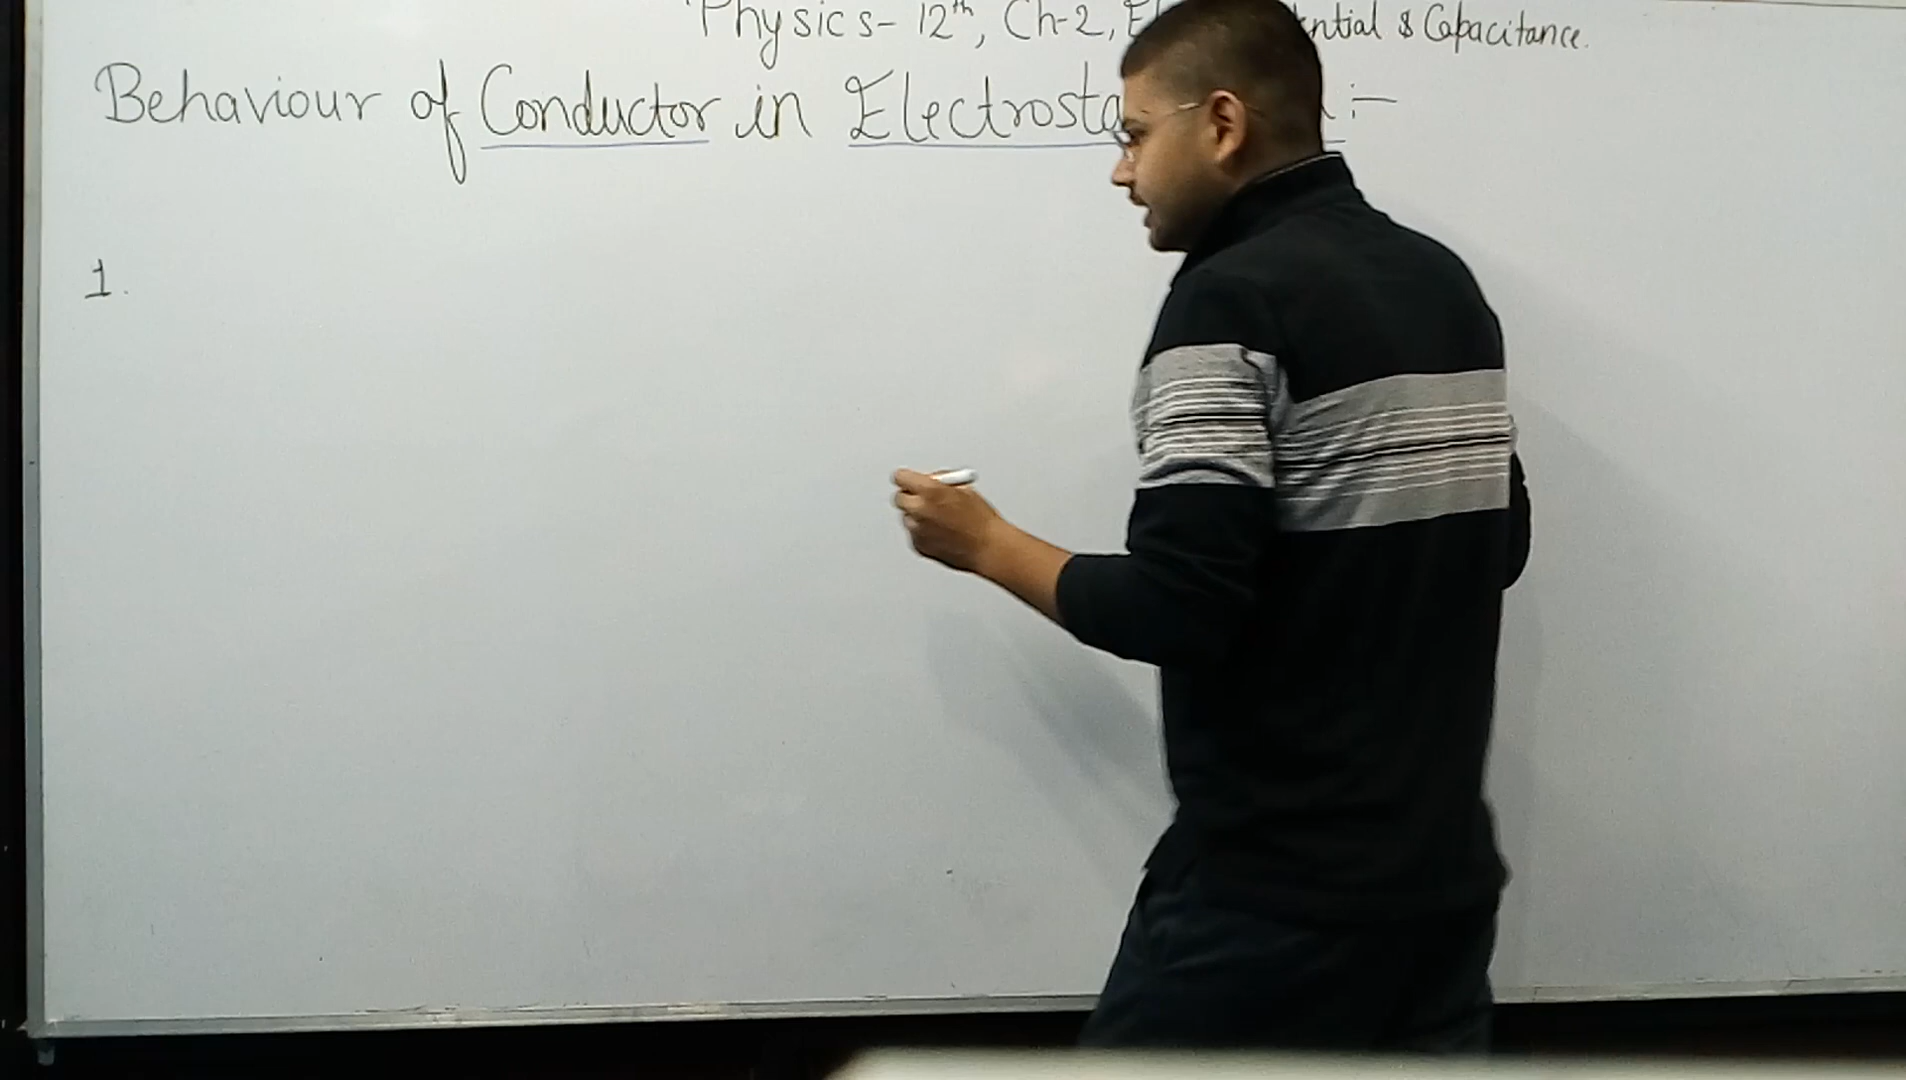 Physics- 12th, Ch-2, ntial & Capacitance.
Behaviour of Conductor in Electrosta :-
1.